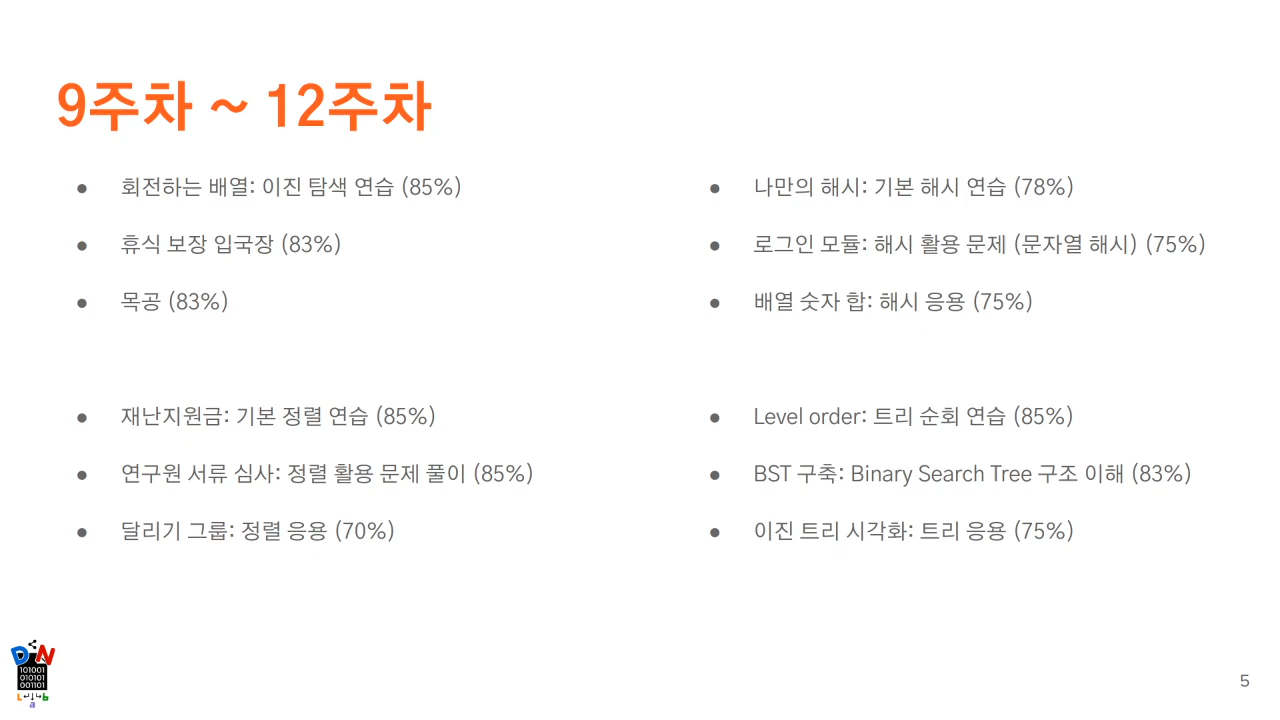 9주차 ~ 12주차
● 회전하는 배열: 이진 탐색 연습 (85%)
● 휴식 보장 입국장 (83%)
● 목공 (83%)
● 재난지원금: 기본 정렬 연습 (85%)
● 연구원 서류 심사: 정렬 활용 문제 풀이 (85%)
● 달리기 그룹: 정렬 응용 (70%)
● 나만의 해시: 기본 해시 연습 (78%)
● 로그인 모듈: 해시 활용 문제 (문자열 해시) (75%)
● 배열 숫자 합: 해시 응용 (75%)
● Level order: 트리 순회 연습 (85%)
● BST 구축: Binary Search Tree 구조 이해 (83%)
● 이진 트리 시각화: 트리 응용 (75%)
D N
101001
010101
001101
L a b
5